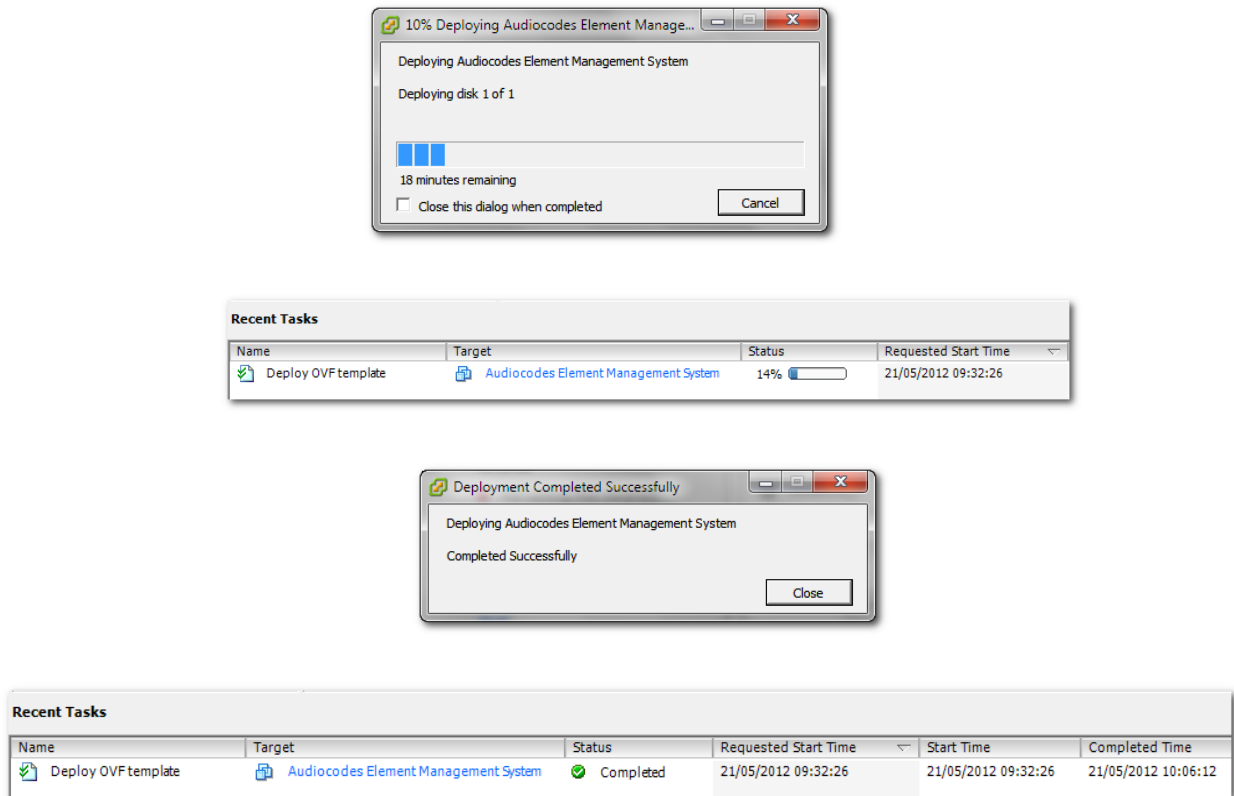 10% Deploying Audiocodes Element Manage...
Deploying Audiocodes Element Management System
Deploying disk 1 of 1
18 minutes remaining
Close this dialog when completed Cancel
Recent Tasks
Name Target Status Requested Start Time
Deploy OVF template Audiocodes Element Management System 14% 21/05/2012 09:32:26
Deployment Completed Successfully
Deploying Audiocodes Element Management System
Completed Successfully
Close
Recent Tasks
Name Target Status Requested Start Time Start Time Completed Time
Deploy OVF template Audiocodes Element Management System Completed 21/05/2012 09:32:26 21/05/2012 09:32:26 21/05/2012 10:06:12